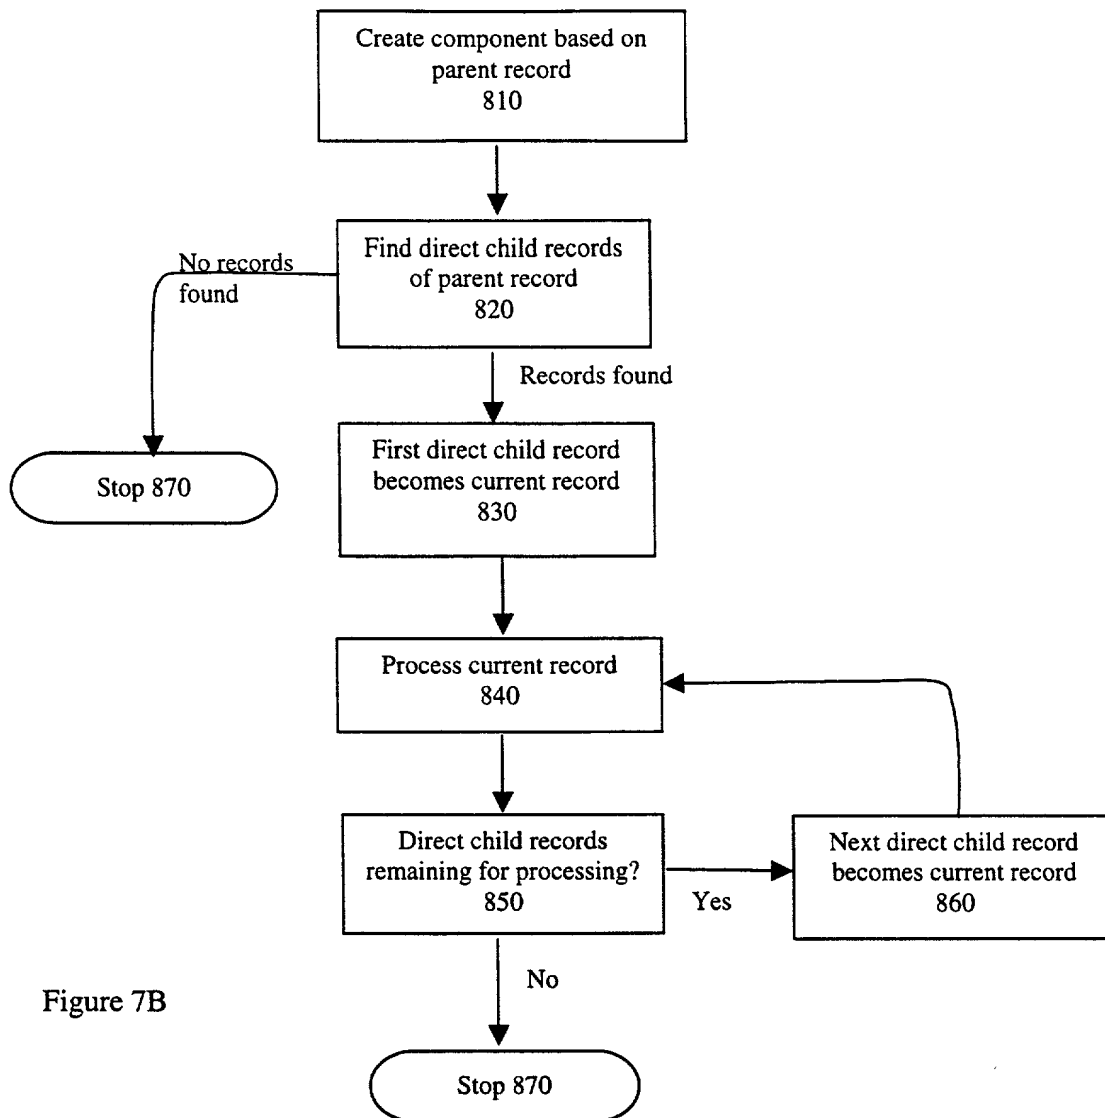 Create component based on
parent record
810
Find direct child records
of parent record
820
No records
found
Records found
First direct child record
becomes current record
830
Stop 870
Process current record
840
Direct child records
remaining for processing?
850
Yes
Next direct child record
becomes current record
860
No
Figure 7B
Stop 870